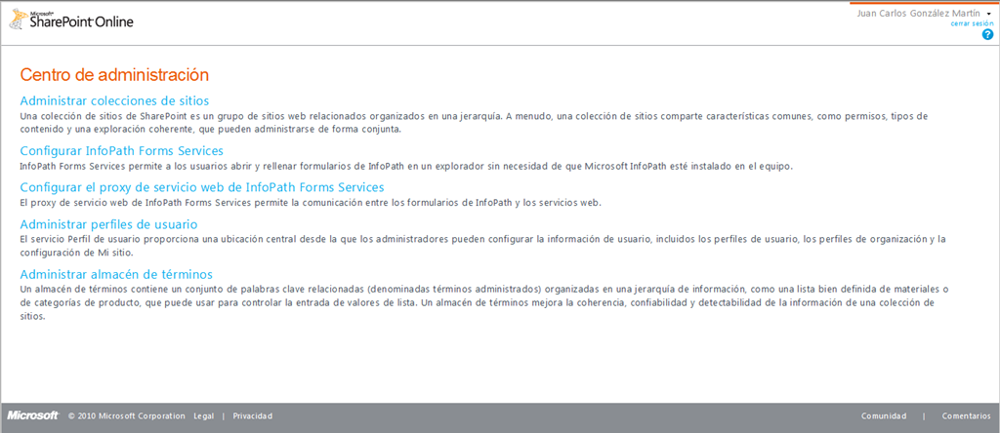 Microsoft®
SharePoint Online
Juan Carlos González Martín
cerrar sesión
?
Centro de administración
Administrar colecciones de sitios
Una colección de sitios de SharePoint es un grupo de sitios web relacionados organizados en una jerarquía. A menudo, una colección de sitios comparte características comunes, como permisos, tipos de
contenido y una exploración coherente, que pueden administrarse de forma conjunta.
Configurar InfoPath Forms Services
InfoPath Forms Services permite a los usuarios abrir y rellenar formularios de InfoPath en un explorador sin necesidad de que Microsoft InfoPath esté instalado en el equipo.
Configurar el proxy de servicio web de InfoPath Forms Services
El proxy de servicio web de InfoPath Forms Services permite la comunicación entre los formularios de InfoPath y los servicios web.
Administrar perfiles de usuario
El servicio Perfil de usuario proporciona una ubicación central desde la que los administradores pueden configurar la información de usuario, incluidos los perfiles de usuario, los perfiles de organización y la
configuración de Mi sitio.
Administrar almacén de términos
Un almacén de términos contiene un conjunto de palabras clave relacionadas (denominadas términos administrados) organizadas en una jerarquía de información, como una lista bien definida de materiales o
de categorías de producto, que puede usar para controlar la entrada de valores de lista. Un almacén de términos mejora la coherencia, confiabilidad y detectabilidad de la información de una colección de
sitios.
Microsoft © 2010 Microsoft Corporation Legal | Privacidad Comunidad | Comentarios